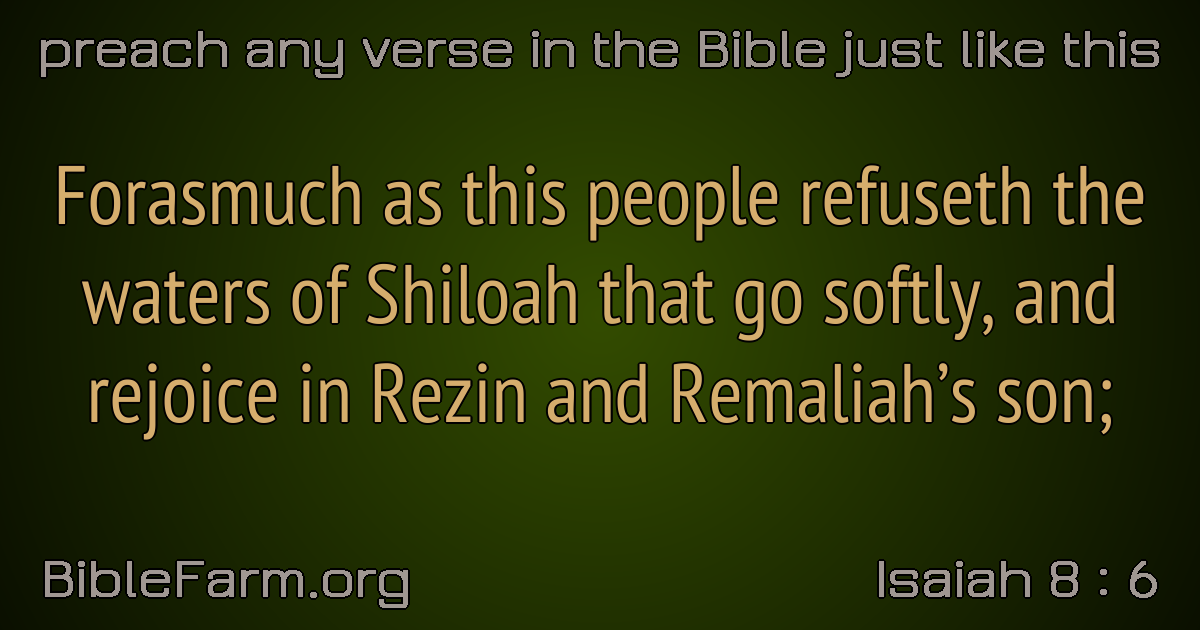 preach any verse in the Bible just like this
Forasmuch as this people refuseth the
waters of Shiloah that go softly, and
rejoice in Rezin and Remaliah’s son;
BibleFarm.org
Isaiah 8 : 6